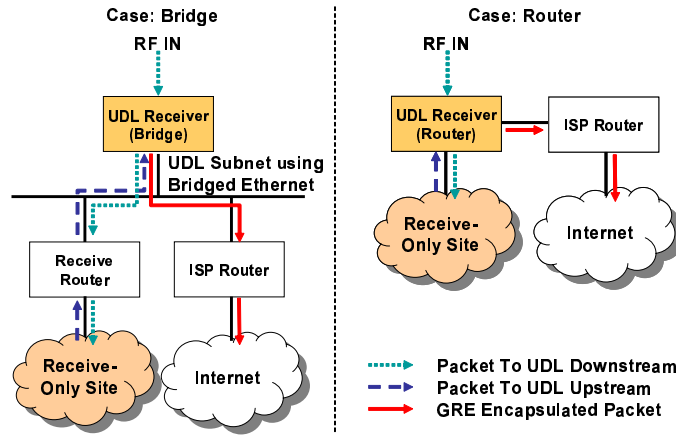 Case: Bridge
RF IN
UDL Receiver
(Bridge)
UDL Subnet using
Bridged Ethernet
Receive
Router
ISP Router
Receive-
Only Site
Internet
Case: Router
RF IN
UDL Receiver
(Router)
ISP Router
Receive-
Only Site
Internet
Packet To UDL Downstream
Packet To UDL Upstream
GRE Encapsulated Packet